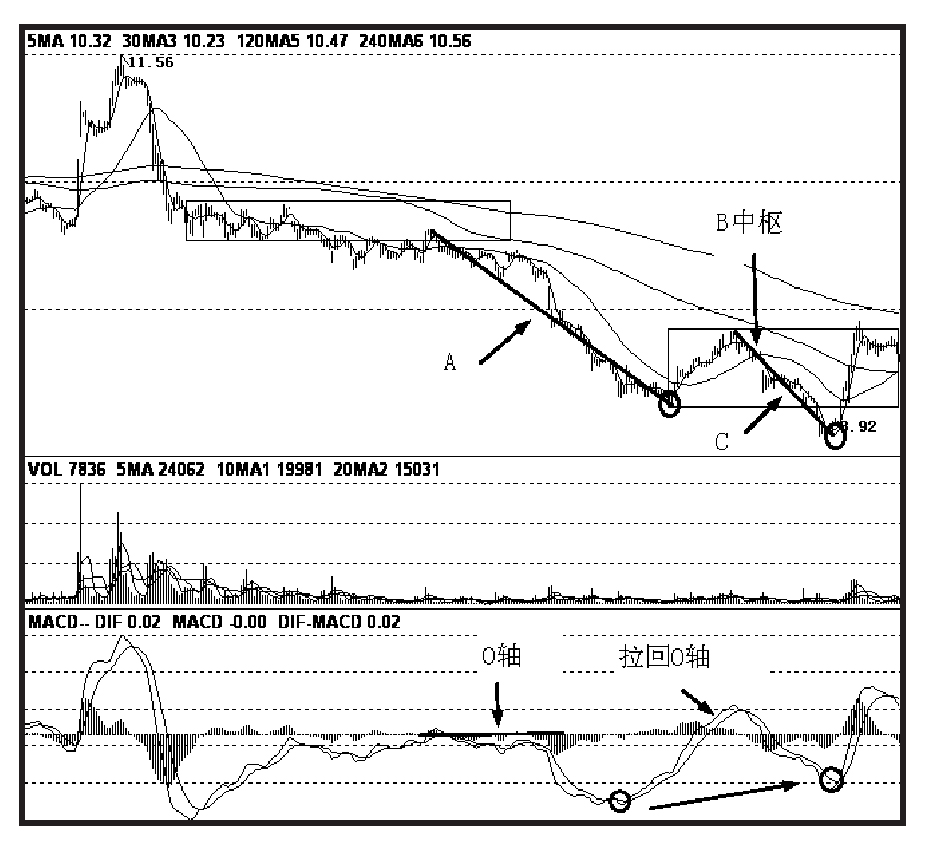 5MA 10.32 30MA3 10.23 120MA5 10.47 240MA6 10.56
11.56
B中枢
A
C
.92
VOL 7836 5MA 24062 10MA1 19981 20MA2 15031
MACD-- DIF 0.02 MACD -0.00 DIF-MACD 0.02
0轴
拉回0轴